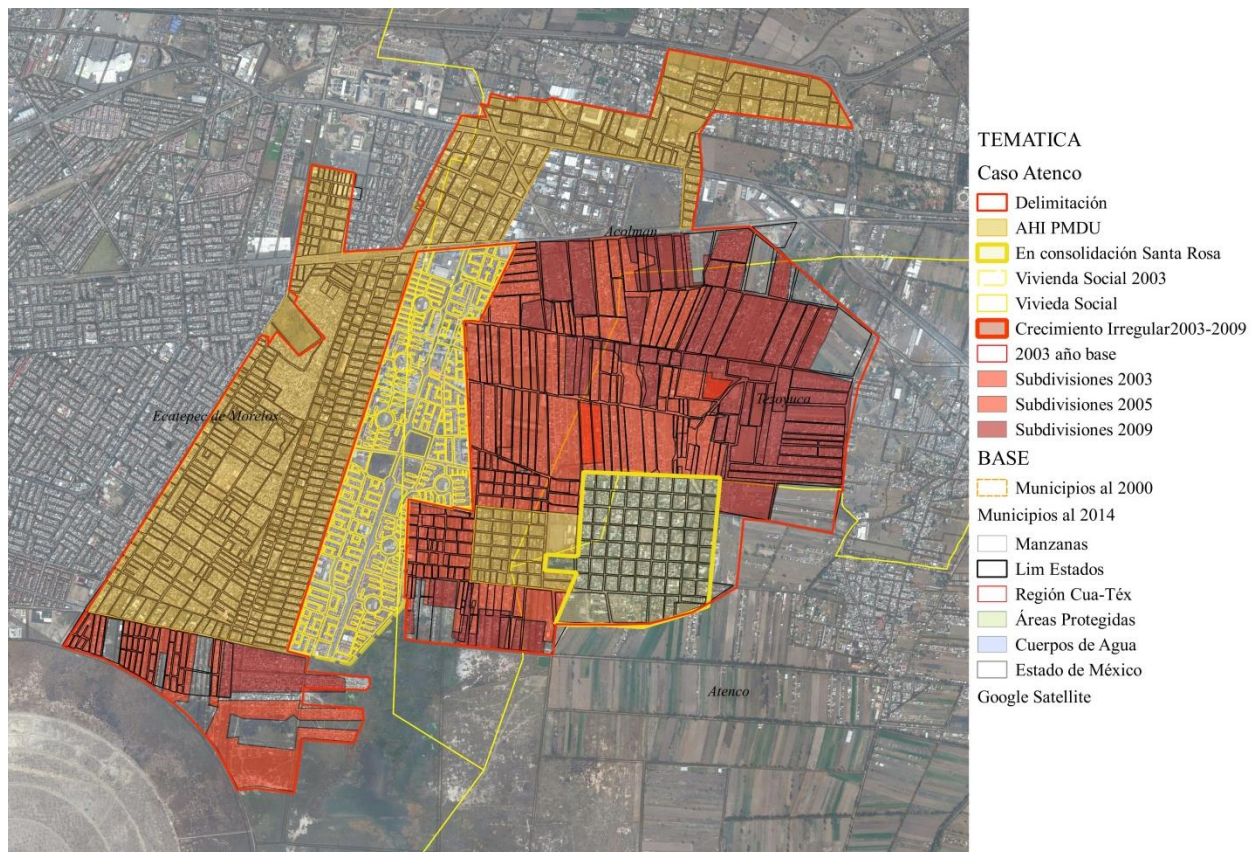 Acolman
Ecatepec de Morelos
Tezoyuca
Atenco
TEMATICA
Caso Atenco
Delimitación
AHI PMDU
En consolidación Santa Rosa
Vivienda Social 2003
Vivieda Social
Crecimiento Irregular2003-2009
2003 año base
Subdivisiones 2003
Subdivisiones 2005
Subdivisiones 2009
BASE
Municipios al 2000
Municipios al 2014
Manzanas
Lim Estados
Región Cua-Téx
Áreas Protegidas
Cuerpos de Agua
Estado de México
Google Satellite